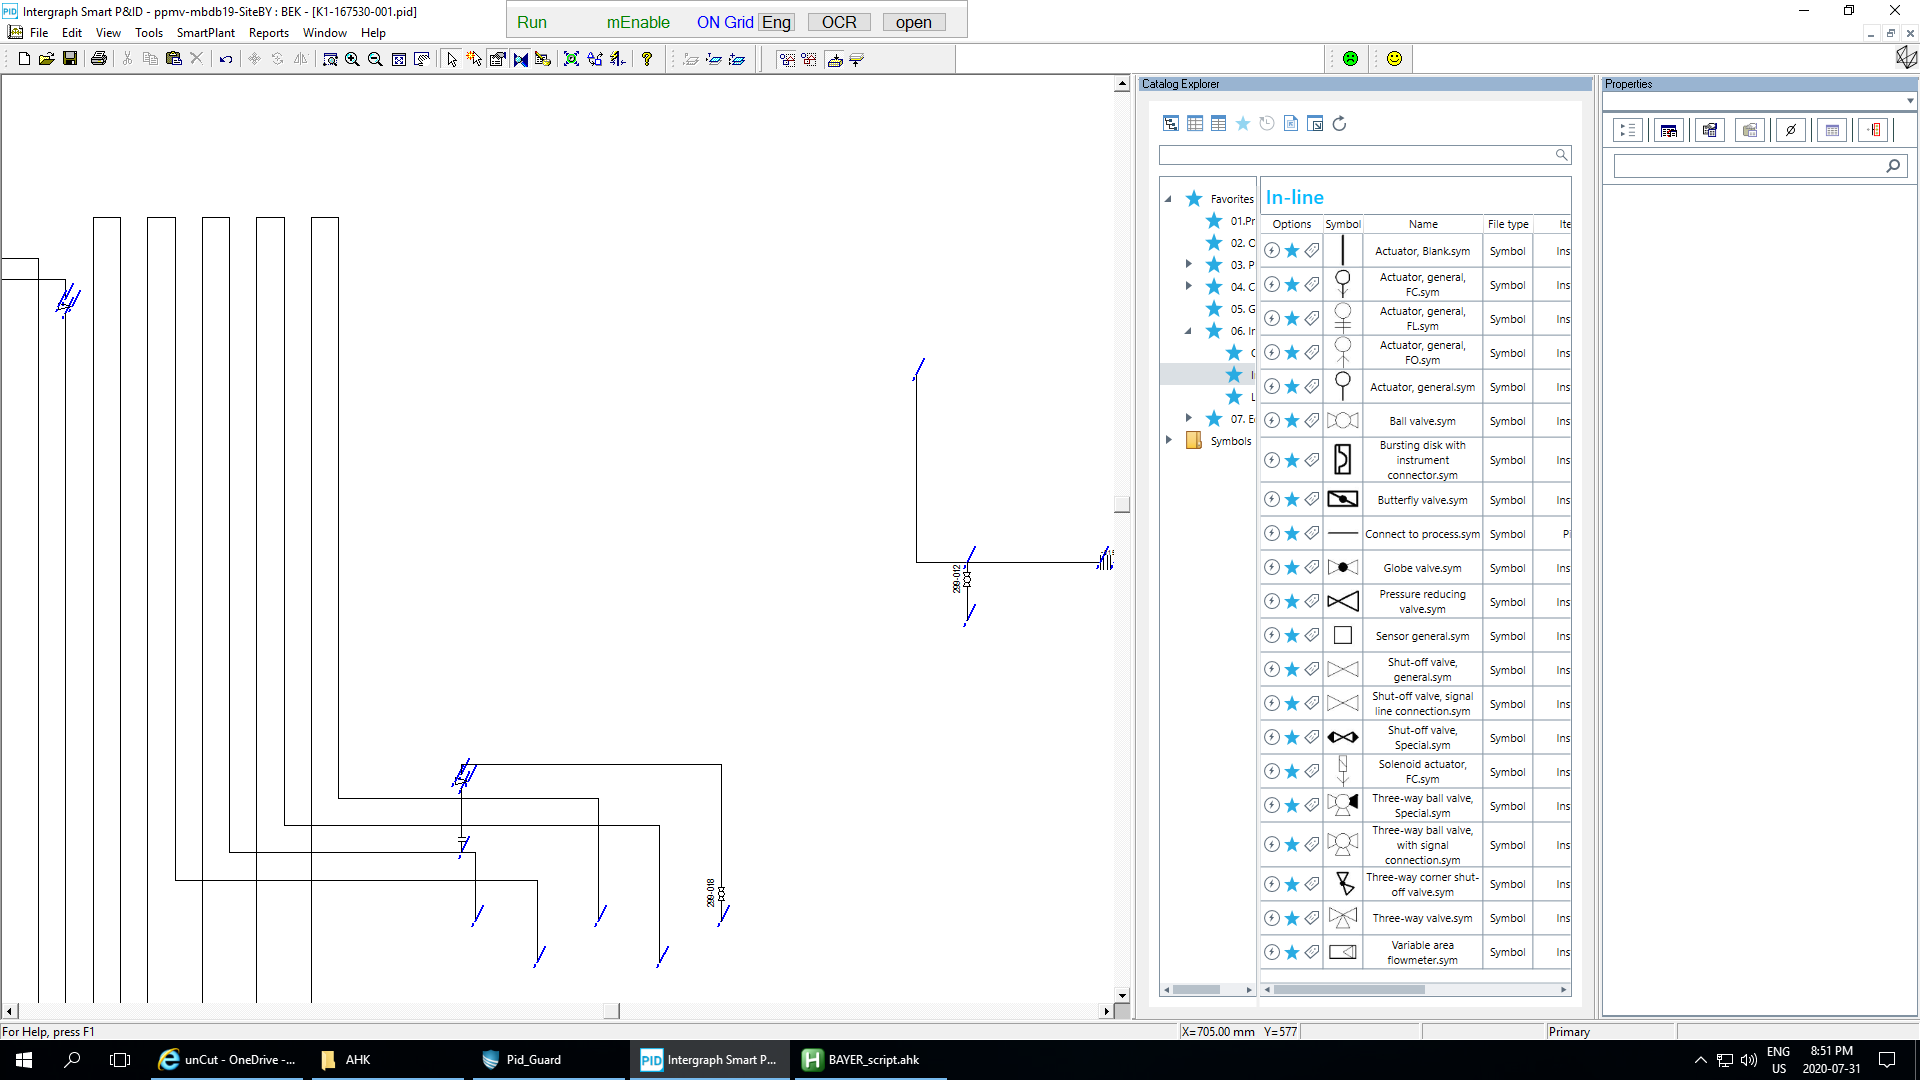 Intergraph Smart P&ID - ppmv-mbdb19-SiteBY : BEK - [K1-167530-001.pid]
Run mEnable ON Grid Eng OCR open
File Edit View Tools SmartPlant Reports Window Help
Catalog Explorer
Properties
Favorites
01.Pr
02. C
03. P
04. C
05. G
06. Ir
07. E
Symbols
In-line
Options Symbol Name File type Ite
Actuator, Blank.sym Symbol Ins
Actuator, general, FC.sym Symbol Ins
Actuator, general, FL.sym Symbol Ins
Actuator, general, FO.sym Symbol Ins
Actuator, general.sym Symbol Ins
Ball valve.sym Symbol Ins
Bursting disk with instrument connector.sym Symbol Ins
Butterfly valve.sym Symbol Ins
Connect to process.sym Symbol Pi
Globe valve.sym Symbol Ins
Pressure reducing valve.sym Symbol Ins
Sensor general.sym Symbol Ins
Shut-off valve, general.sym Symbol Ins
Shut-off valve, signal line connection.sym Symbol Ins
Shut-off valve, Special.sym Symbol Ins
Solenoid actuator, FC.sym Symbol Ins
Three-way ball valve, Special.sym Symbol Ins
Three-way ball valve, with signal connection.sym Symbol Ins
Three-way corner shut-off valve.sym Symbol Ins
Three-way valve.sym Symbol Ins
Variable area flowmeter.sym Symbol Ins
299-012
299-018
For Help, press F1
X=705.00 mm Y=577
Primary
unCut - OneDrive -...
AHK
Pid_Guard
PID Intergraph Smart P...
BAYER_script.ahk
ENG
US
8:51 PM
2020-07-31